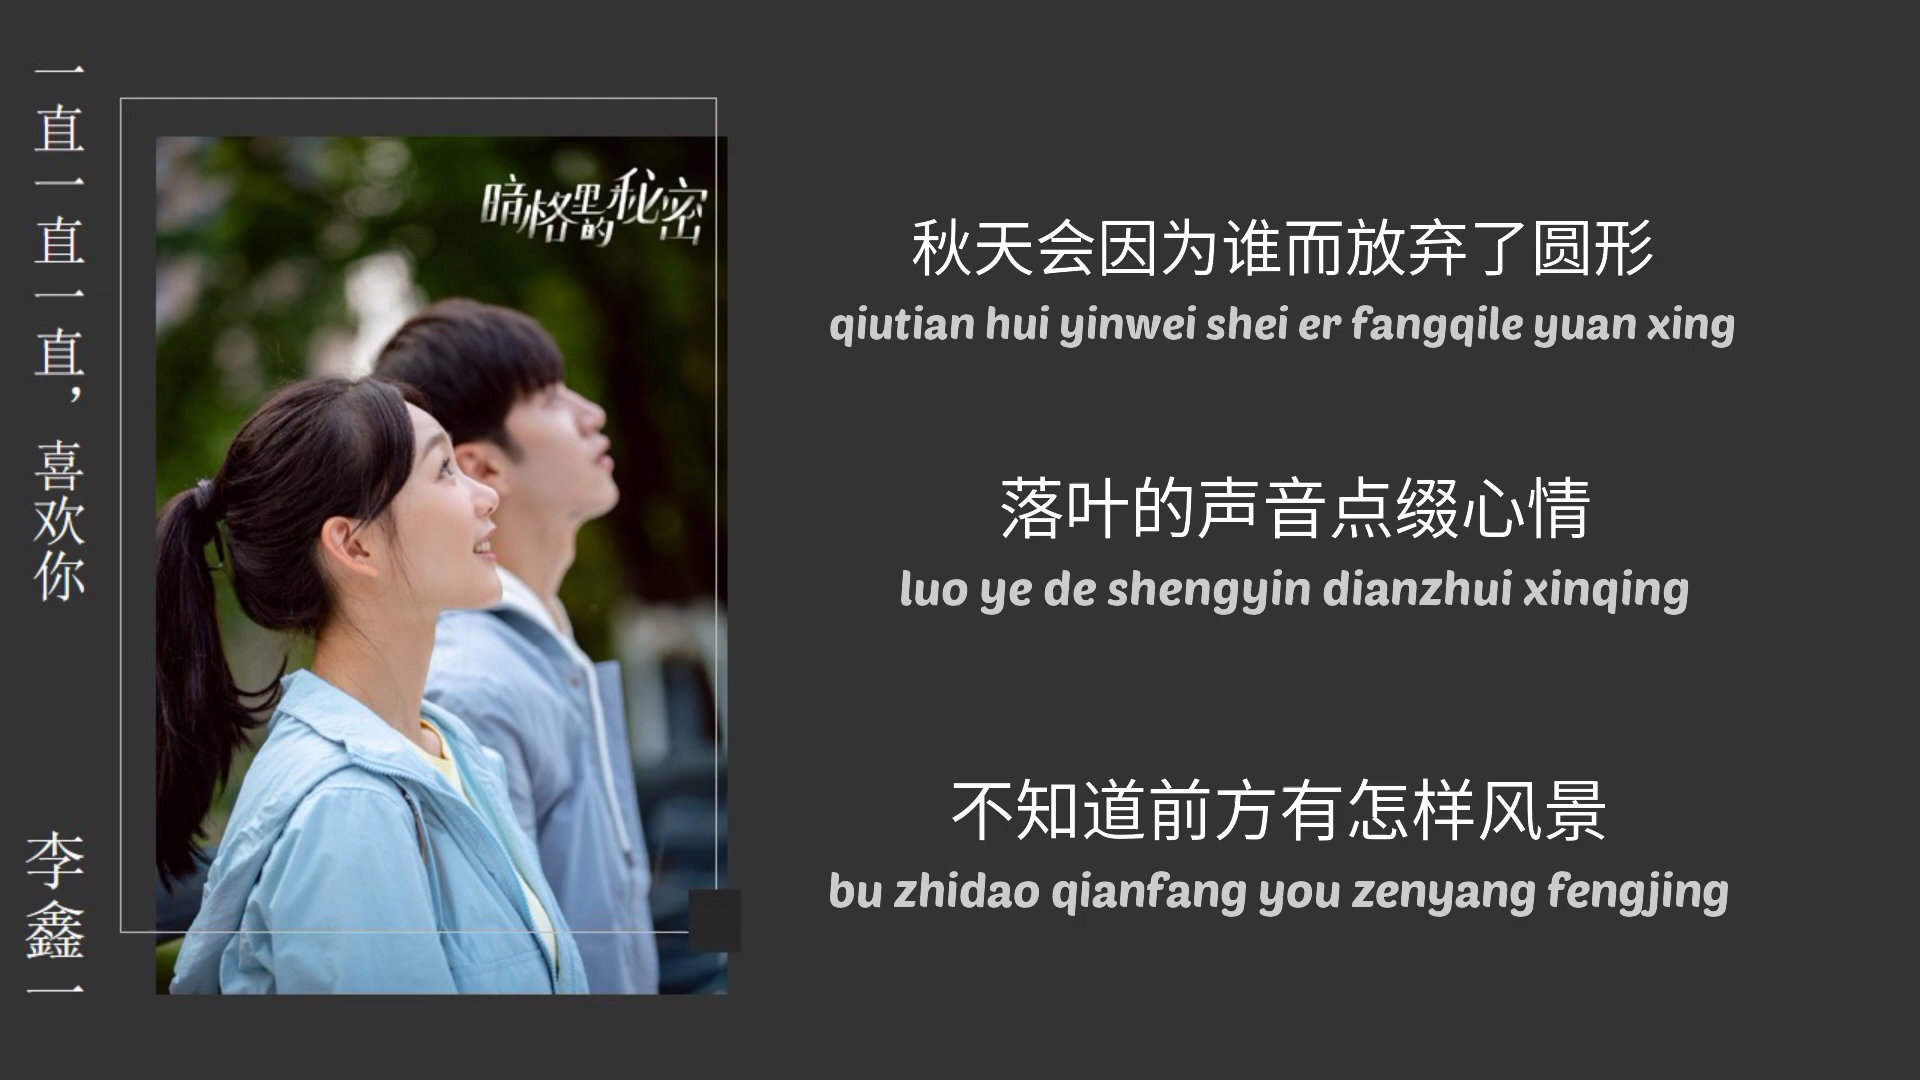 一直一直一直，喜欢你
李鑫一
暗格里的秘密
秋天会因为谁而放弃了圆形
qiutian hui yinwei shei er fangqile yuan xing
落叶的声音点缀心情
luo ye de shengyin dianzhui xinqing
不知道前方有怎样风景
bu zhidao qianfang you zenyang fengjing